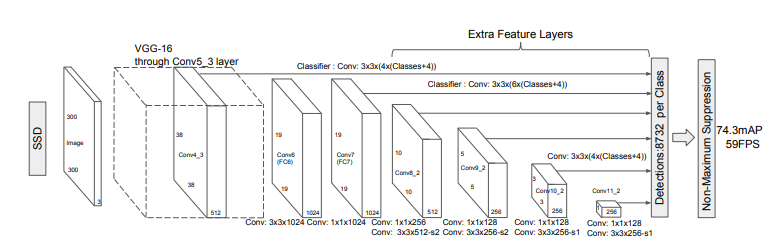 Extra Feature Layers
VGG-16
through Conv5_3 layer
Classifier : Conv: 3x3x(4x(Classes+4))
Classifier : Conv: 3x3x(6x(Classes+4))
SSD
300
Image
300
3
38
Conv4_3
38
512
19
Conv6
(FC6)
19
1024
19
Conv7
(FC7)
19
1024
10
Conv8_2
10
512
5
Conv9_2
5
256
Conv: 3x3x(4x(Classes+4))
3
Conv10_2
3
256
Conv11_2
1
256
Detections:8732 per Class
Non-Maximum Suppression
74.3mAP
59FPS
Conv: 3x3x1024
Conv: 1x1x1024
Conv: 1x1x256
Conv: 3x3x512-s2
Conv: 1x1x128
Conv: 3x3x256-s2
Conv: 1x1x128
Conv: 3x3x256-s1
Conv: 1x1x128
Conv: 3x3x256-s1